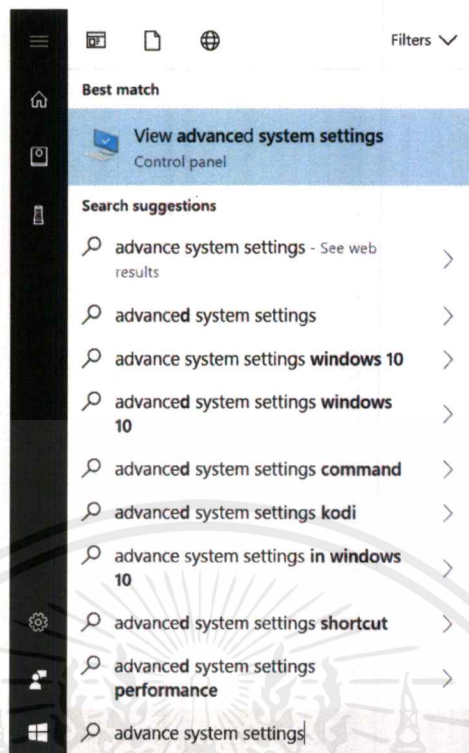 Filters
Best match
View advanced system settings
Control panel
Search suggestions
advance system settings - See web
results
advanced system settings
advance system settings windows 10
advanced system settings windows
10
advanced system settings command
advanced system settings kodi
advance system settings in windows
10
advanced system settings shortcut
advanced system settings
performance
advance system settings